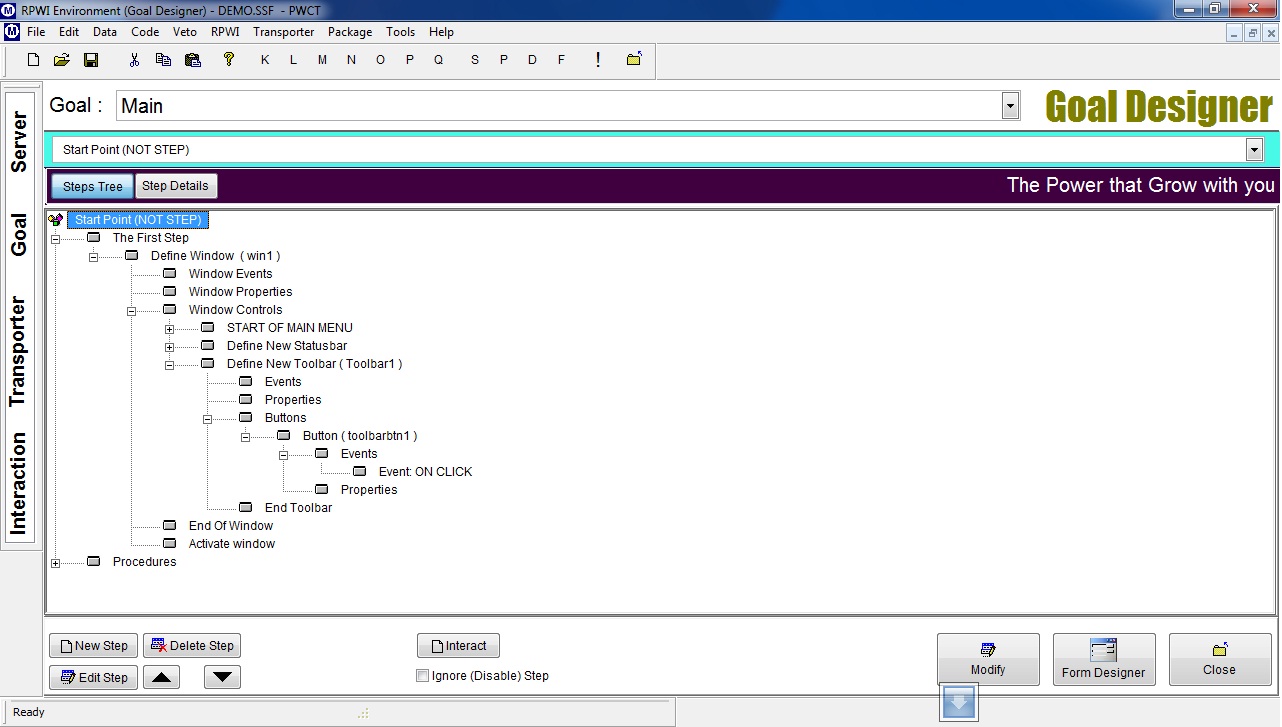 RPWI Environment (Goal Designer) - DEMO.SSF - PWCT
File Edit Data Code Veto RPWI Transporter Package Tools Help
K L M N O P Q S P D F !
Goal : Main
Goal Designer
Start Point (NOT STEP)
Steps Tree Step Details The Power that Grow with you
Server
Goal
Transporter
Interaction
Start Point (NOT STEP)
The First Step
Define Window ( win1 )
Window Events
Window Properties
Window Controls
START OF MAIN MENU
Define New Statusbar
Define New Toolbar ( Toolbar1 )
Events
Properties
Buttons
Button ( toolbarbtn1 )
Events
Event: ON CLICK
Properties
End Toolbar
End Of Window
Activate window
Procedures
New Step Delete Step Interact
Edit Step Ignore (Disable) Step
Modify Form Designer Close
Ready